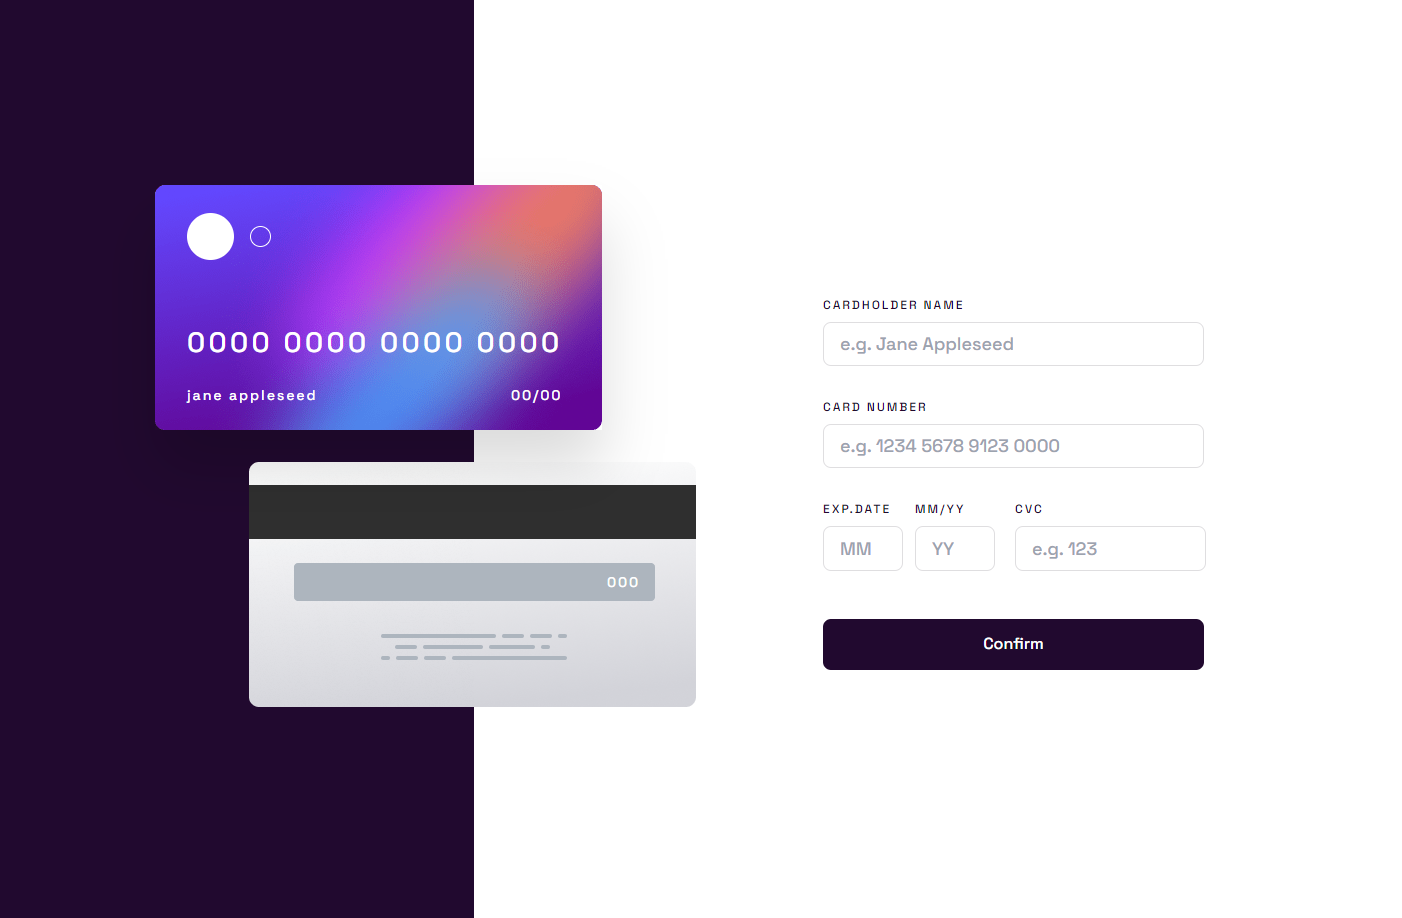 0000 0000 0000 0000
jane appleseed 00/00
000
CARDHOLDER NAME
e.g. Jane Appleseed
CARD NUMBER
e.g. 1234 5678 9123 0000
EXP.DATE MM/YY CVC
MM YY e.g. 123
Confirm